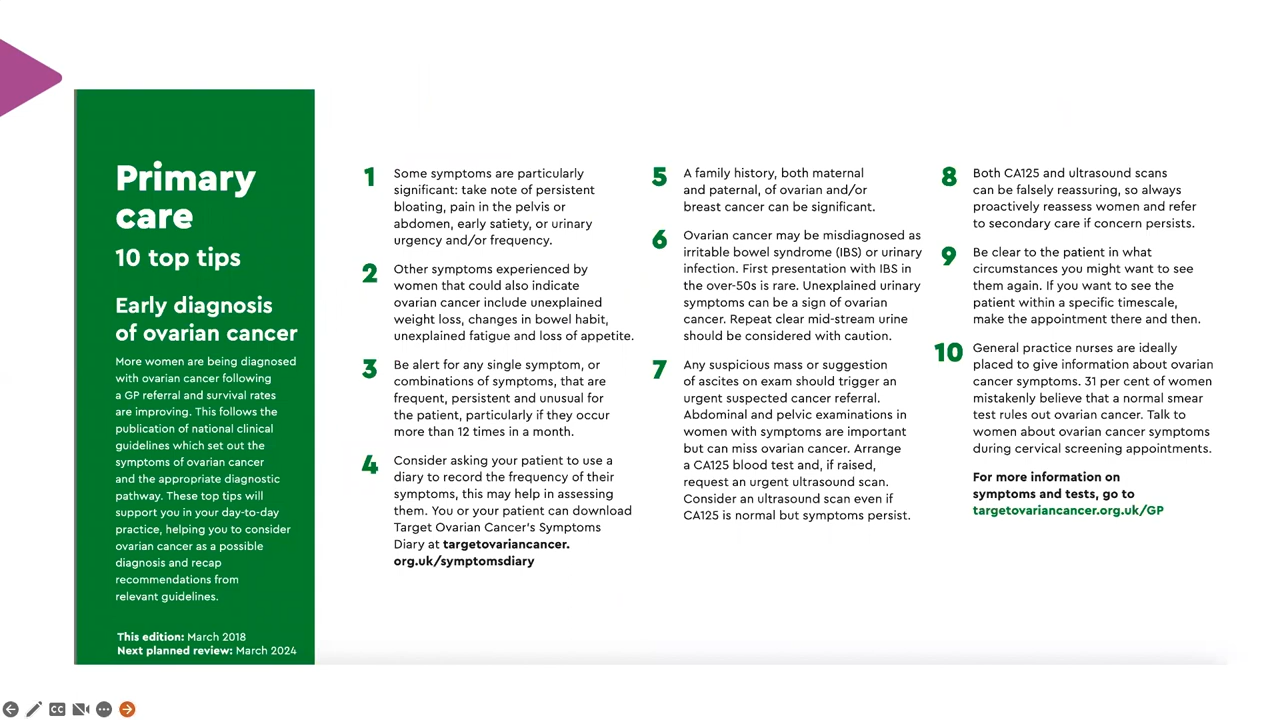 Primary
care
10 top tips
Early diagnosis
of ovarian cancer
More women are being diagnosed
with ovarian cancer following
a GP referral and survival rates
are improving. This follows the
publication of national clinical
guidelines which set out the
symptoms of ovarian cancer
and the appropriate diagnostic
pathway. These top tips will
support you in your day-to-day
practice, helping you to consider
ovarian cancer as a possible
diagnosis and recap
recommendations from
relevant guidelines.
This edition: March 2018
Next planned review: March 2024
1 Some symptoms are particularly
significant: take note of persistent
bloating, pain in the pelvis or
abdomen, early satiety, or urinary
urgency and/or frequency.
2 Other symptoms experienced by
women that could also indicate
ovarian cancer include unexplained
weight loss, changes in bowel habit,
unexplained fatigue and loss of appetite.
3 Be alert for any single symptom, or
combinations of symptoms, that are
frequent, persistent and unusual for
the patient, particularly if they occur
more than 12 times in a month.
4 Consider asking your patient to use a
diary to record the frequency of their
symptoms, this may help in assessing
them. You or your patient can download
Target Ovarian Cancer's Symptoms
Diary at targetovariancancer.
org.uk/symptomsdiary
5 A family history, both maternal
and paternal, of ovarian and/or
breast cancer can be significant.
6 Ovarian cancer may be misdiagnosed as
irritable bowel syndrome (IBS) or urinary
infection. First presentation with IBS in
the over-50s is rare. Unexplained urinary
symptoms can be a sign of ovarian
cancer. Repeat clear mid-stream urine
should be considered with caution.
7 Any suspicious mass or suggestion
of ascites on exam should trigger an
urgent suspected cancer referral.
Abdominal and pelvic examinations in
women with symptoms are important
but can miss ovarian cancer. Arrange
a CA125 blood test and, if raised,
request an urgent ultrasound scan.
Consider an ultrasound scan even if
CA125 is normal but symptoms persist.
8 Both CA125 and ultrasound scans
can be falsely reassuring, so always
proactively reassess women and refer
to secondary care if concern persists.
9 Be clear to the patient in what
circumstances you might want to see
them again. If you want to see the
patient within a specific timescale,
make the appointment there and then.
10 General practice nurses are ideally
placed to give information about ovarian
cancer symptoms. 31 per cent of women
mistakenly believe that a normal smear
test rules out ovarian cancer. Talk to
women about ovarian cancer symptoms
during cervical screening appointments.
For more information on
symptoms and tests, go to
targetovariancancer.org.uk/GP
CC